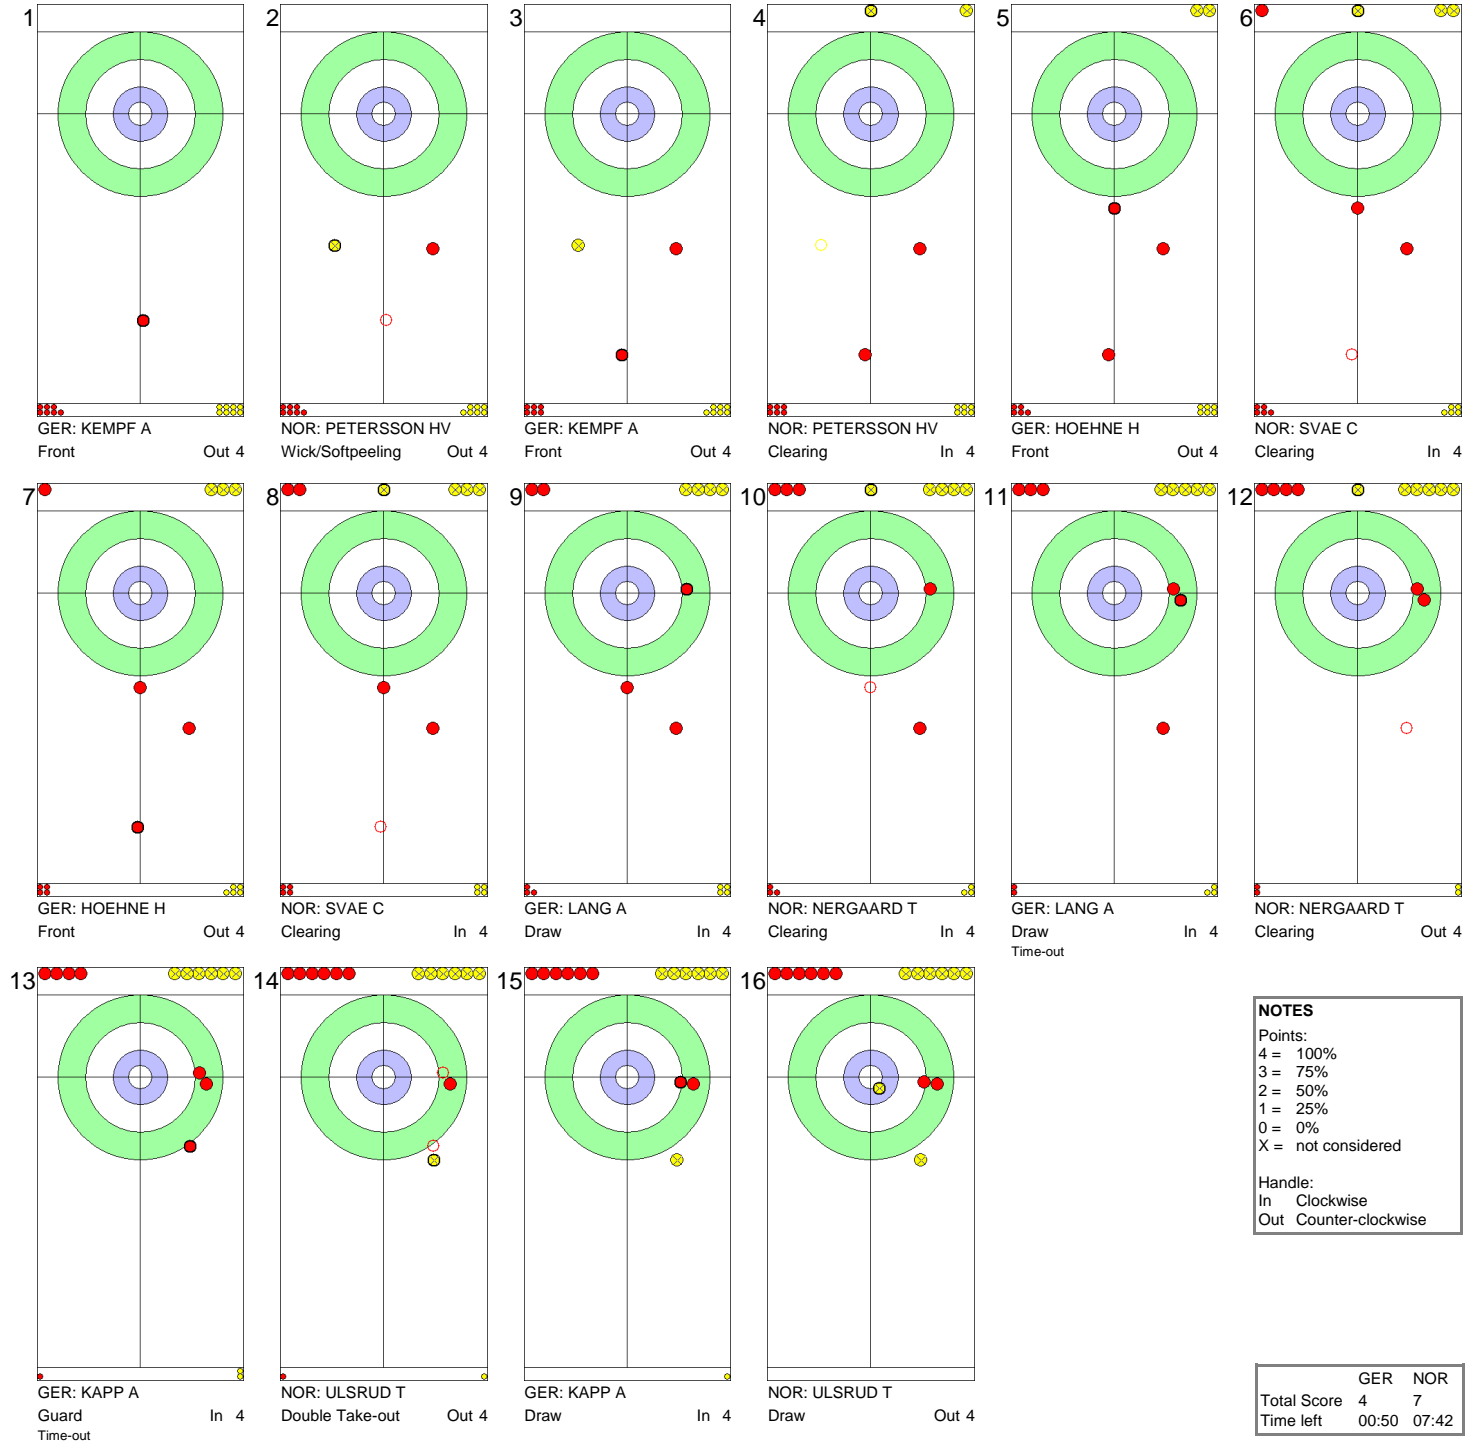 1
GER: KEMPF A
Front Out 4
2
NOR: PETERSSON HV
Wick/Softpeeling Out 4
3
GER: KEMPF A
Front Out 4
4
NOR: PETERSSON HV
Clearing In 4
5
GER: HOEHNE H
Front Out 4
6
NOR: SVAE C
Clearing In 4
7
GER: HOEHNE H
Front Out 4
8
NOR: SVAE C
Clearing In 4
9
GER: LANG A
Draw In 4
10
NOR: NERGAARD T
Clearing In 4
11
GER: LANG A
Draw In 4
Time-out
12
NOR: NERGAARD T
Clearing Out 4
13
GER: KAPP A
Guard In 4
Time-out
14
NOR: ULSRUD T
Double Take-out Out 4
15
GER: KAPP A
Draw In 4
16
NOR: ULSRUD T
Draw Out 4
NOTES
Points:
4 = 100%
3 = 75%
2 = 50%
1 = 25%
0 = 0%
X = not considered
Handle:
In Clockwise
Out Counter-clockwise
GER NOR
Total Score 4 7
Time left 00:50 07:42